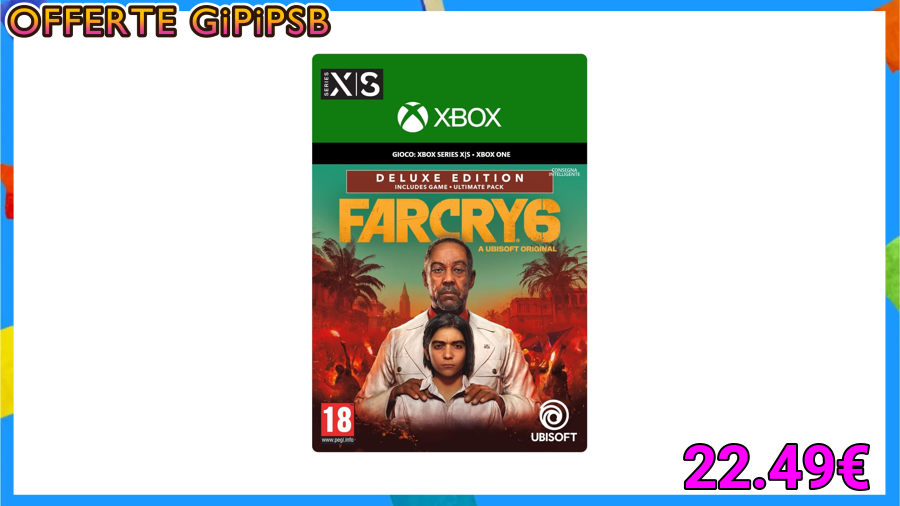 OFFERTE GiPiPSB
SERIES X|S
XBOX
GIOCO: XBOX SERIES X|S • XBOX ONE
CONSEGNA
INTELLIGENTE
DELUXE EDITION
INCLUDES GAME • ULTIMATE PACK
FARCRY6
A UBISOFT ORIGINAL
18
www.pegi.info
UBISOFT
22.49€